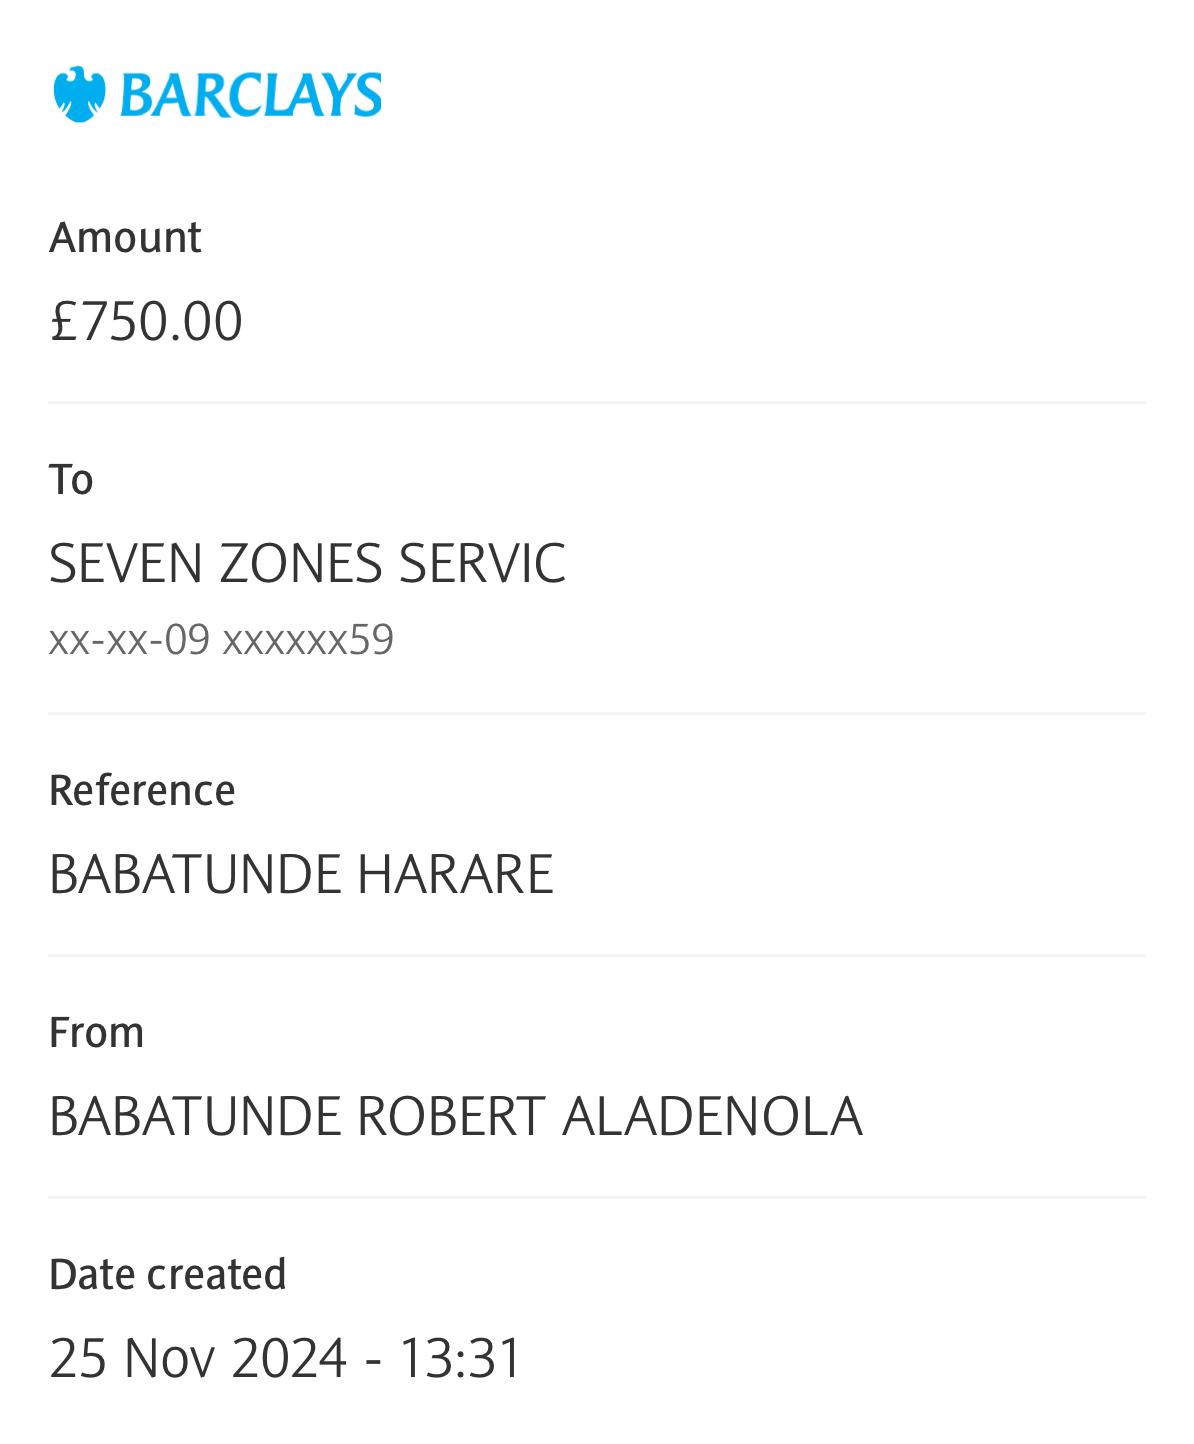 BARCLAYS
Amount
£750.00
To
SEVEN ZONES SERVIC
xx-xx-09 xxxxxx59
Reference
BABATUNDE HARARE
From
BABATUNDE ROBERT ALADENOLA
Date created
25 Nov 2024 - 13:31